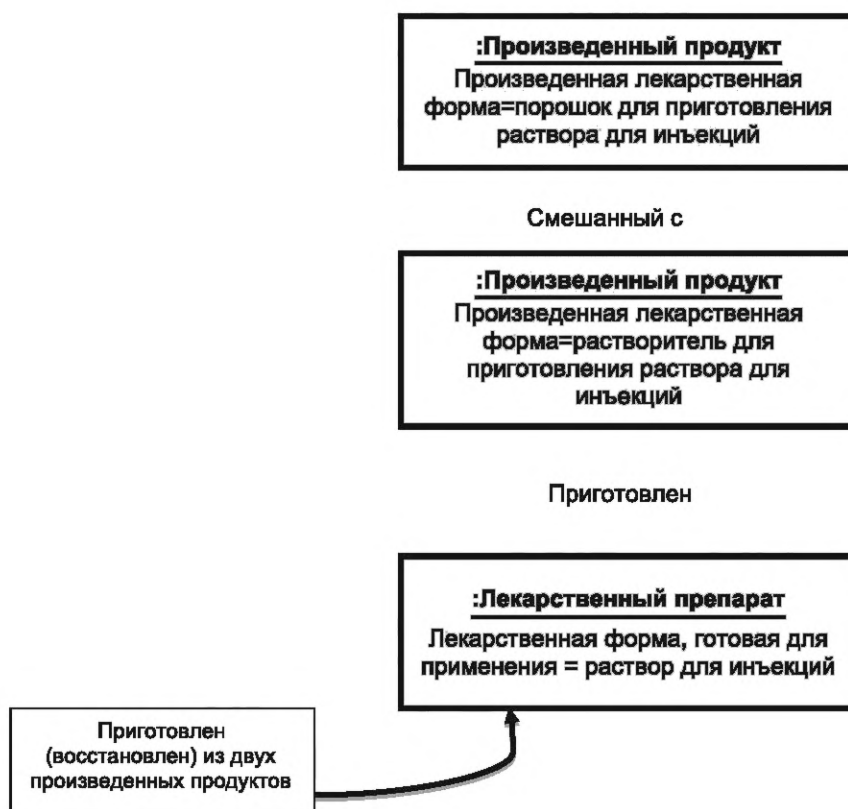 :Произведенный продукт
Произведенная лекарственная
форма=порошок для приготовления
раствора для инъекций
Смешанный с
:Произведенный продукт
Произведенная лекарственная
форма=растворитель для
приготовления раствора для
инъекций
Приготовлен
:Лекарственный препарат
Лекарственная форма, готовая для
применения = раствор для инъекций
Приготовлен
(восстановлен) из двух
произведенных продуктов